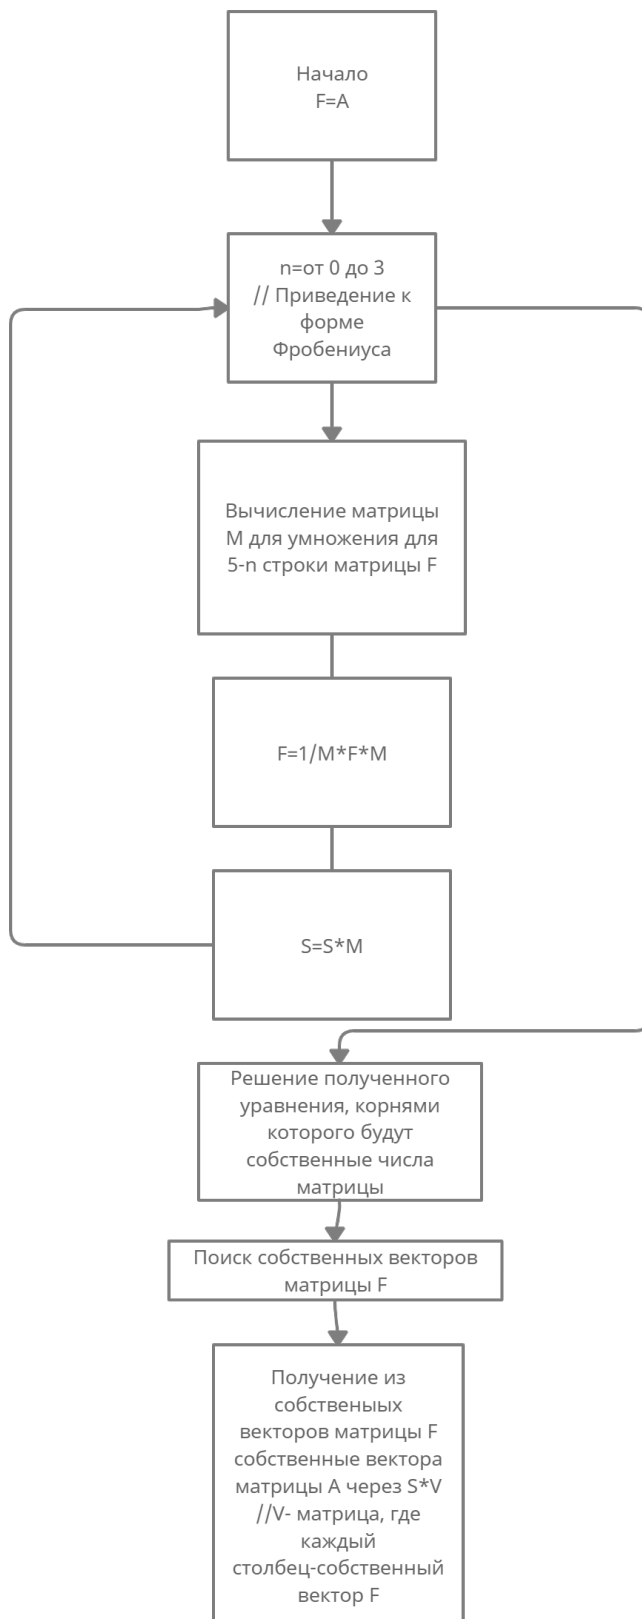 Начало
F=A
n=от 0 до 3
// Приведение к
форме
Фробениуса
Вычисление матрицы
М для умножения для
5-n строки матрицы F
F=1/M*F*M
S=S*M
Решение полученного
уравнения, корнями
которого будут
собственные числа
матрицы
Поиск собственных векторов
матрицы F
Получение из
собственыых
векторов матрицы F
собственные вектора
матрицы А через S*V
//V- матрица, где
каждый
столбец-собственный
вектор F